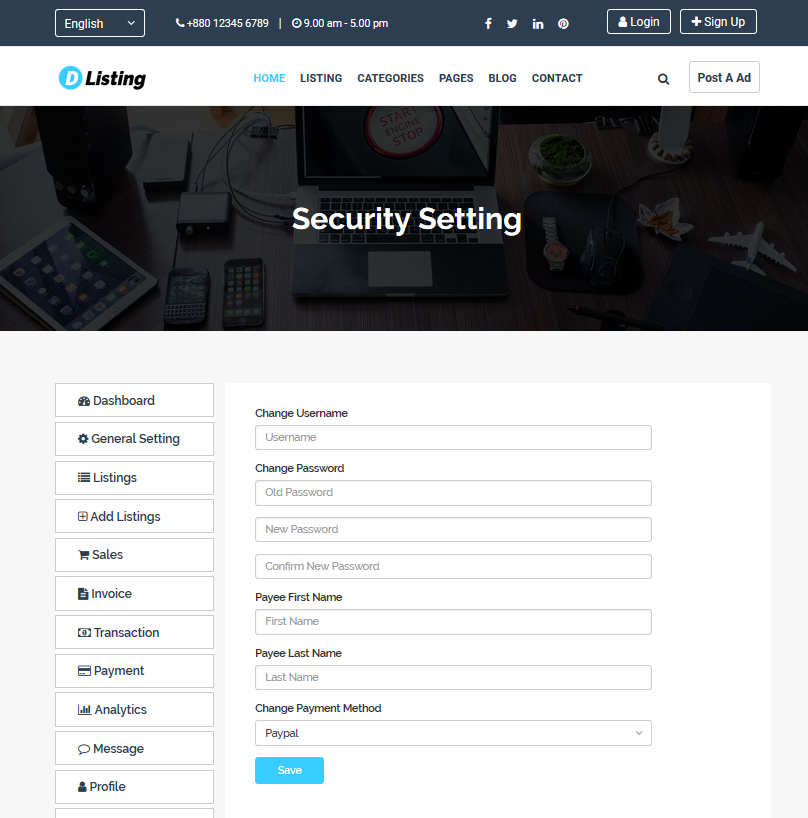 English +880 12345 6789 | 9.00 am - 5.00 pm Login Sign Up
D Listing HOME LISTING CATEGORIES PAGES BLOG CONTACT Post A Ad
START
ENGINE
STOP
Security Setting
Dashboard
General Setting
Listings
Add Listings
Sales
Invoice
Transaction
Payment
Analytics
Message
Profile
Change Username
Username
Change Password
Old Password
New Password
Confirm New Password
Payee First Name
First Name
Payee Last Name
Last Name
Change Payment Method
Paypal
Save